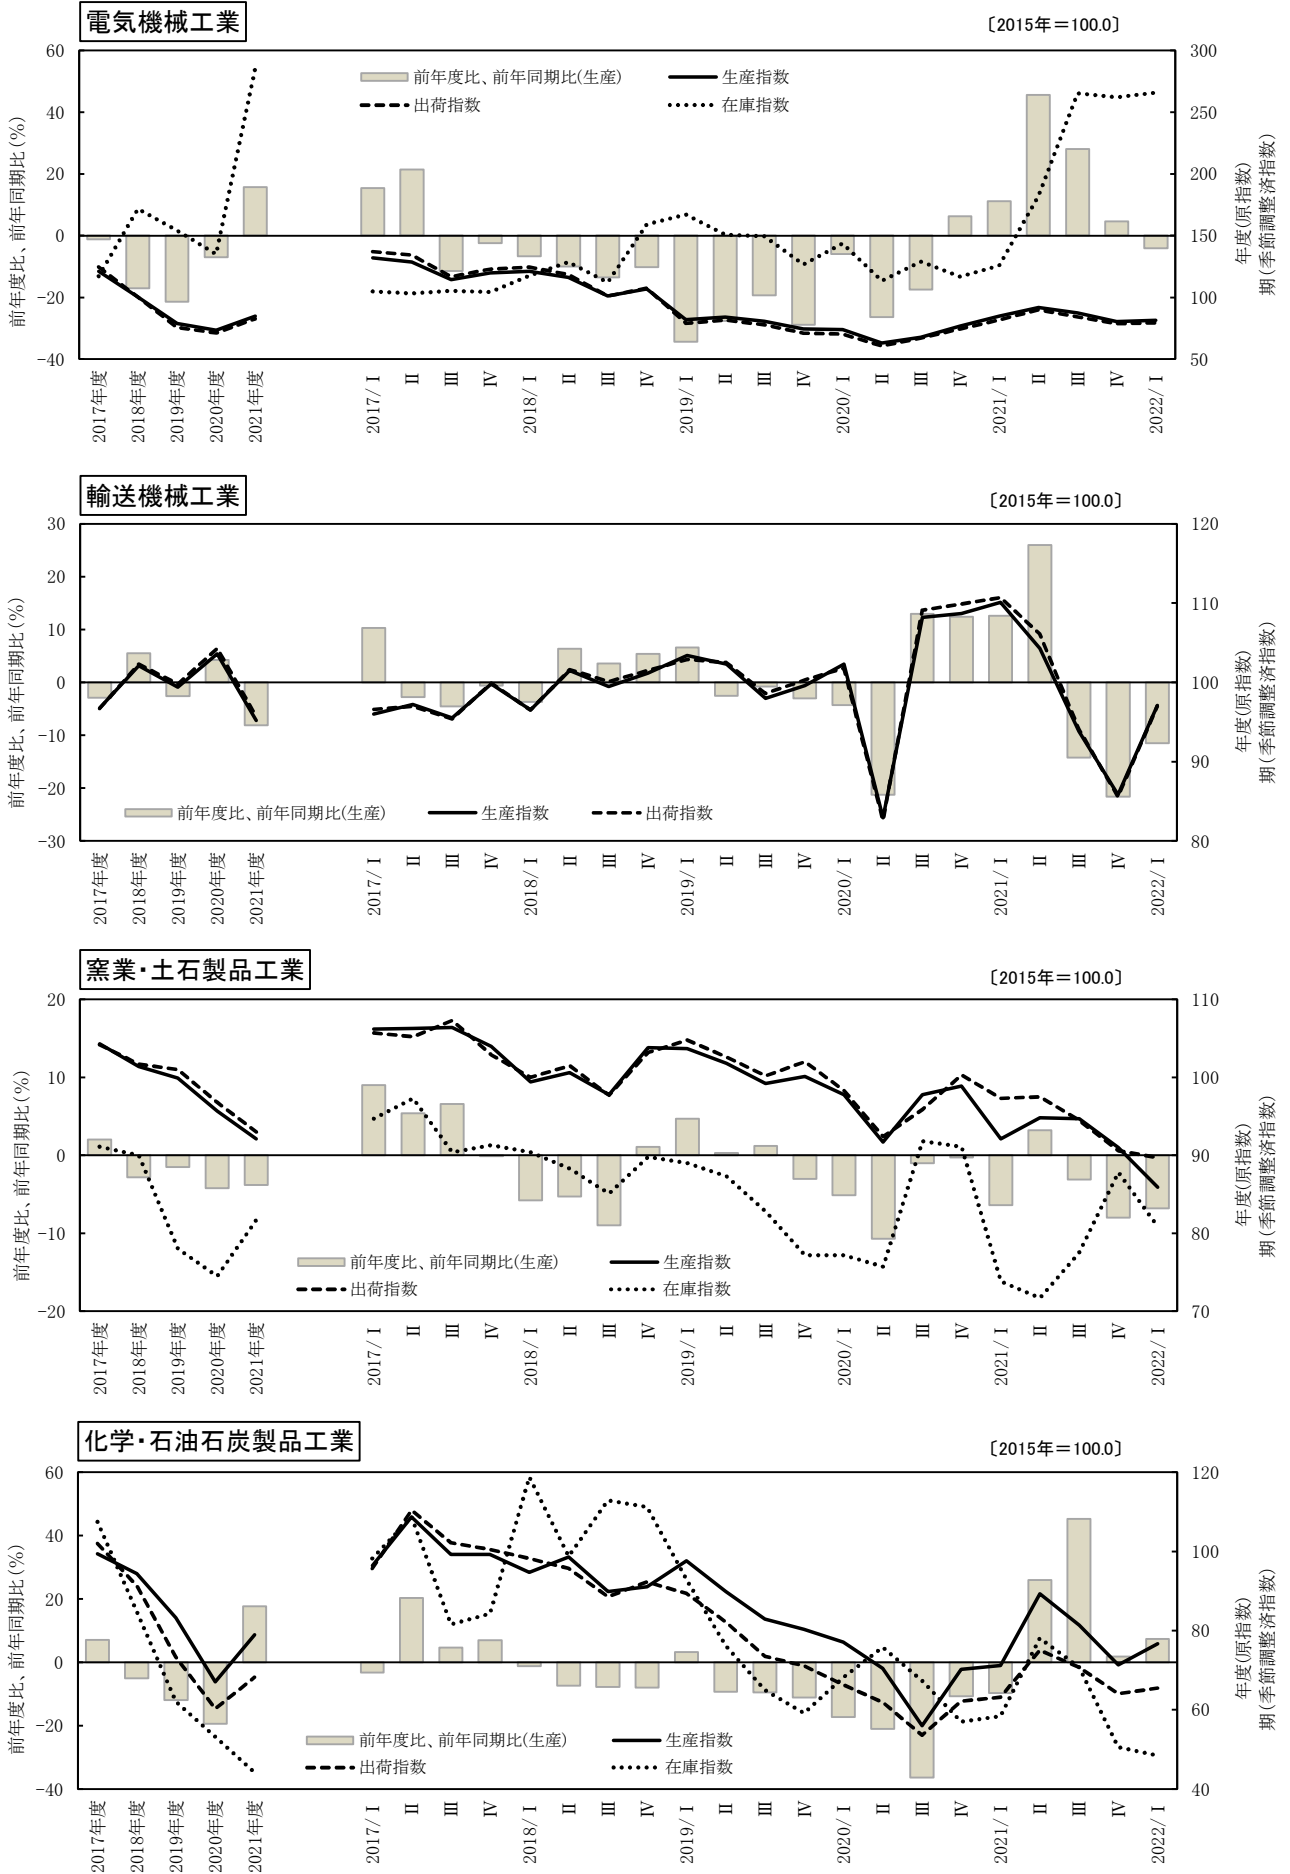 電気機械工業
〔2015年＝100.0〕
前年度比、前年同期比(%)
60
40
20
0
−20
−40
前年度比、前年同期比(生産)
生産指数
出荷指数
在庫指数
300
250
200
150
100
50
年度(原指数)
期(季節調整済指数)
2017年度
2018年度
2019年度
2020年度
2021年度
2017/Ⅰ
Ⅱ
Ⅲ
Ⅳ
2018/Ⅰ
Ⅱ
Ⅲ
Ⅳ
2019/Ⅰ
Ⅱ
Ⅲ
Ⅳ
2020/Ⅰ
Ⅱ
Ⅲ
Ⅳ
2021/Ⅰ
Ⅱ
Ⅲ
Ⅳ
2022/Ⅰ
輸送機械工業
〔2015年＝100.0〕
前年度比、前年同期比(%)
30
20
10
0
−10
−20
−30
前年度比、前年同期比(生産)
生産指数
出荷指数
120
110
100
90
80
年度(原指数)
期(季節調整済指数)
2017年度
2018年度
2019年度
2020年度
2021年度
2017/Ⅰ
Ⅱ
Ⅲ
Ⅳ
2018/Ⅰ
Ⅱ
Ⅲ
Ⅳ
2019/Ⅰ
Ⅱ
Ⅲ
Ⅳ
2020/Ⅰ
Ⅱ
Ⅲ
Ⅳ
2021/Ⅰ
Ⅱ
Ⅲ
Ⅳ
2022/Ⅰ
窯業・土石製品工業
〔2015年＝100.0〕
前年度比、前年同期比(%)
20
10
0
−10
−20
前年度比、前年同期比(生産)
生産指数
出荷指数
在庫指数
110
100
90
80
70
年度(原指数)
期(季節調整済指数)
2017年度
2018年度
2019年度
2020年度
2021年度
2017/Ⅰ
Ⅱ
Ⅲ
Ⅳ
2018/Ⅰ
Ⅱ
Ⅲ
Ⅳ
2019/Ⅰ
Ⅱ
Ⅲ
Ⅳ
2020/Ⅰ
Ⅱ
Ⅲ
Ⅳ
2021/Ⅰ
Ⅱ
Ⅲ
Ⅳ
2022/Ⅰ
化学・石油石炭製品工業
〔2015年＝100.0〕
前年度比、前年同期比(%)
60
40
20
0
−20
−40
前年度比、前年同期比(生産)
生産指数
出荷指数
在庫指数
120
100
80
60
40
年度(原指数)
期(季節調整済指数)
2017年度
2018年度
2019年度
2020年度
2021年度
2017/Ⅰ
Ⅱ
Ⅲ
Ⅳ
2018/Ⅰ
Ⅱ
Ⅲ
Ⅳ
2019/Ⅰ
Ⅱ
Ⅲ
Ⅳ
2020/Ⅰ
Ⅱ
Ⅲ
Ⅳ
2021/Ⅰ
Ⅱ
Ⅲ
Ⅳ
2022/Ⅰ